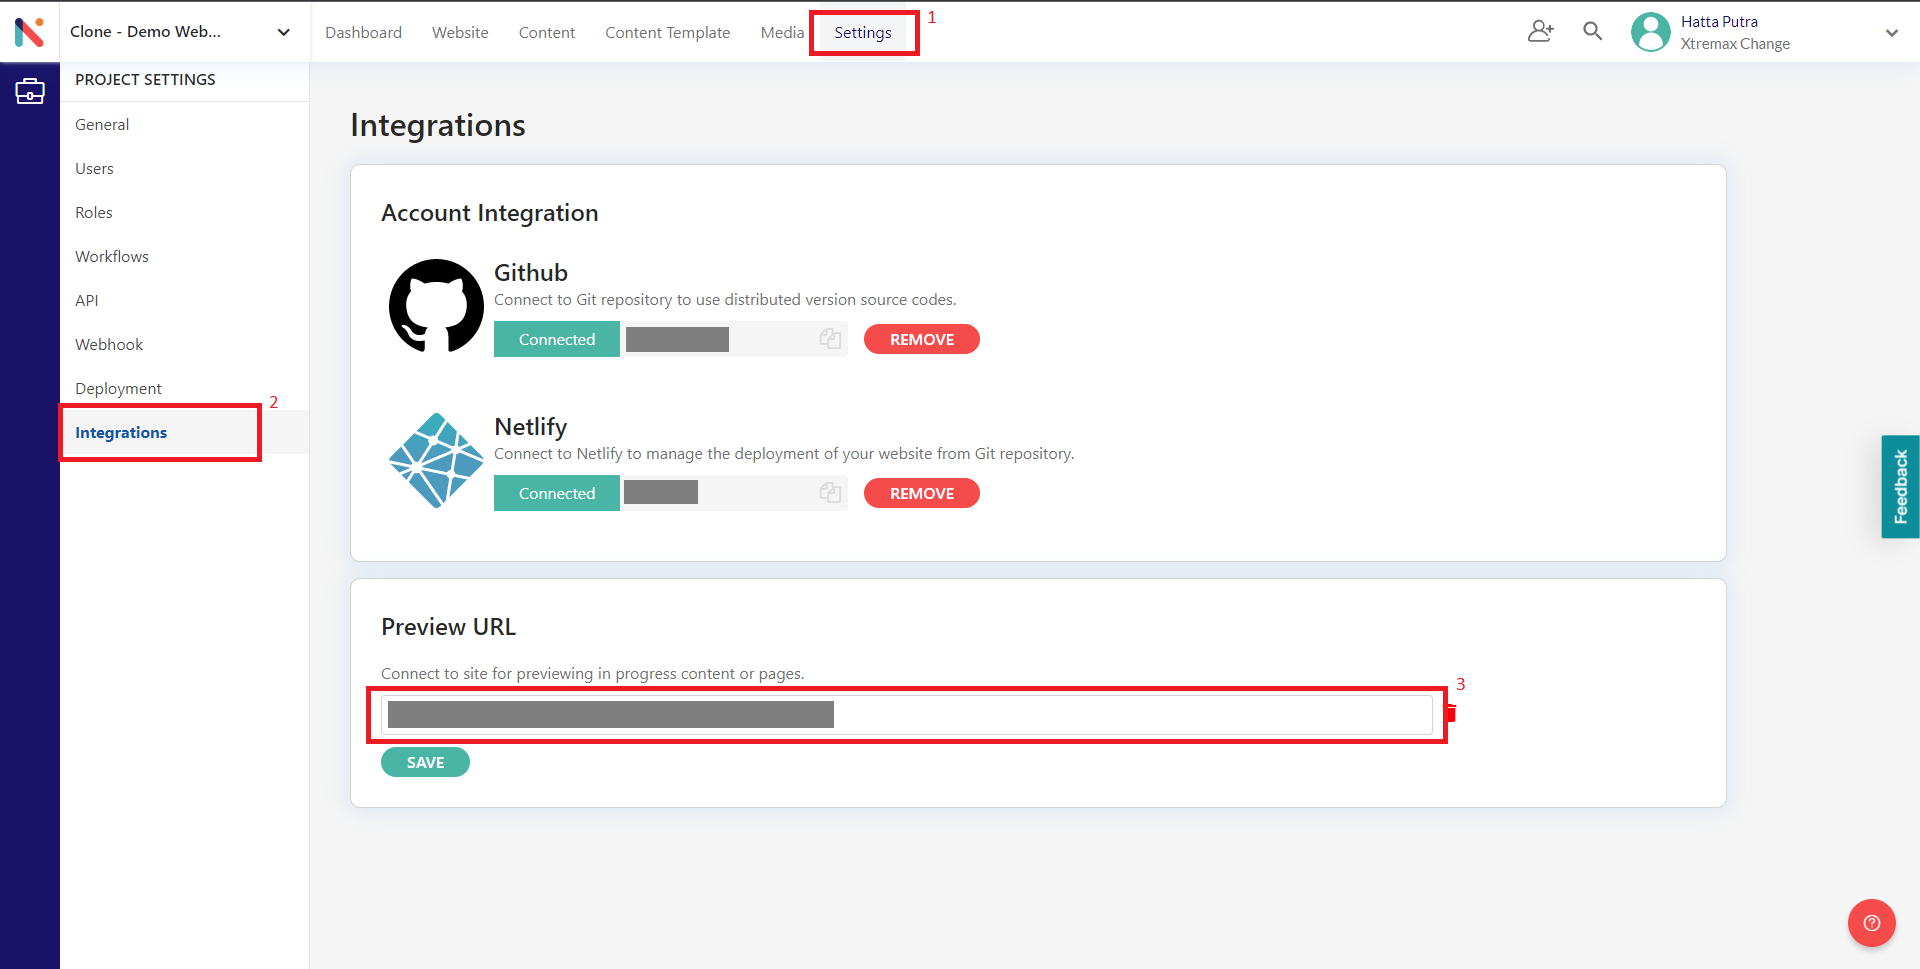 Clone - Demo Web...
Dashboard
Website
Content
Content Template
Media
Settings
1
Hatta Putra
Xtremax Change
PROJECT SETTINGS
General
Users
Roles
Workflows
API
Webhook
Deployment
Integrations
2
Integrations
Account Integration
Github
Connect to Git repository to use distributed version source codes.
Connected
REMOVE
Netlify
Connect to Netlify to manage the deployment of your website from Git repository.
Connected
REMOVE
Preview URL
Connect to site for previewing in progress content or pages.
3
SAVE
Feedback